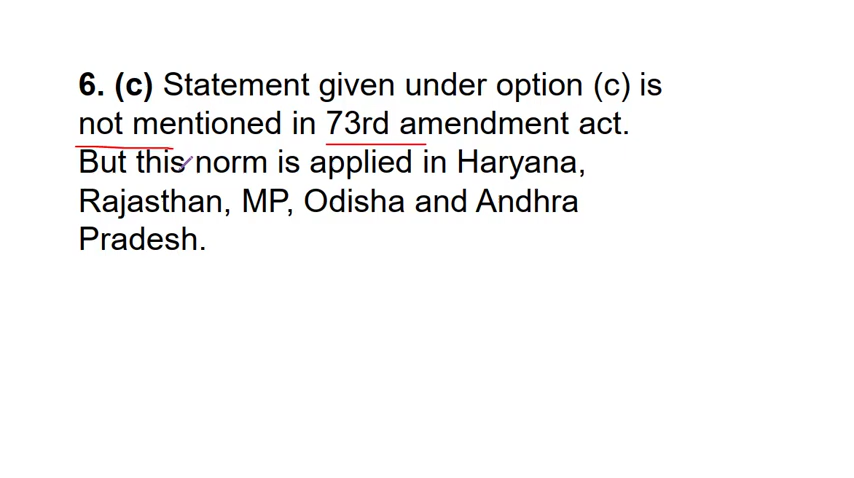 6. (c) Statement given under option (c) is
not mentioned in 73rd amendment act.
But this norm is applied in Haryana,
Rajasthan, MP, Odisha and Andhra
Pradesh.